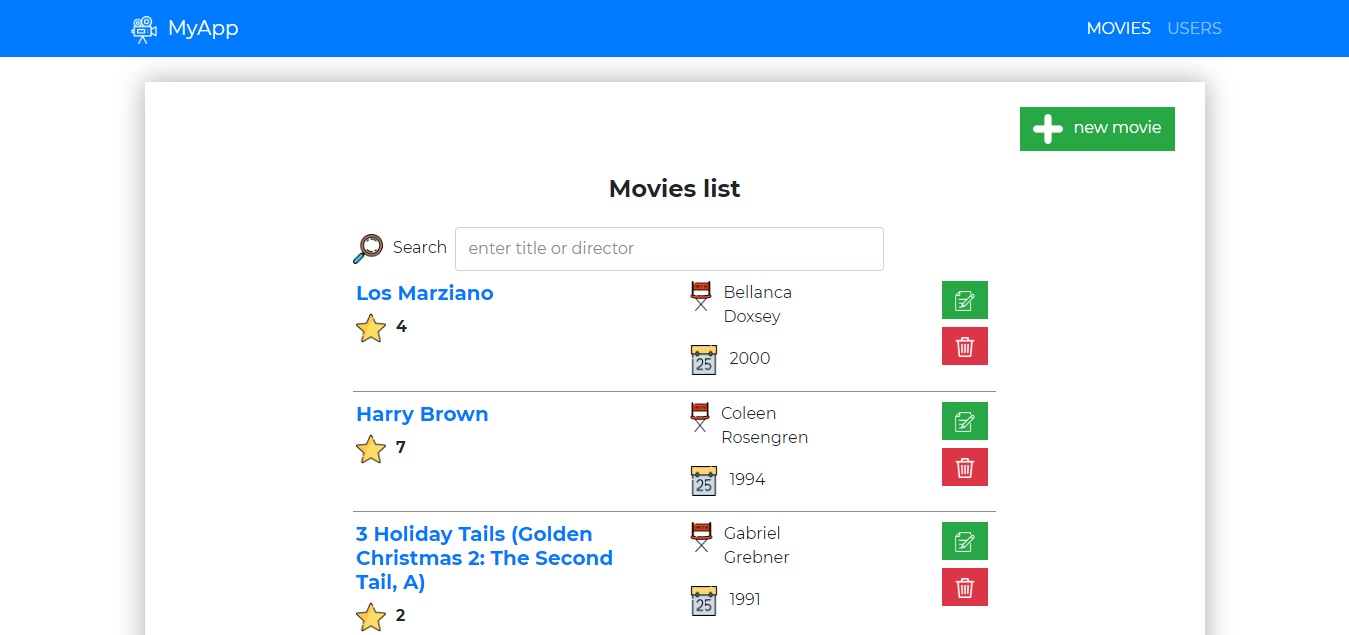 MyApp
MOVIES USERS
new movie
Movies list
Search enter title or director
Los Marziano
4
Bellanca
Doxsey
25 2000
Harry Brown
7
Coleen
Rosengren
25 1994
3 Holiday Tails (Golden
Christmas 2: The Second
Tail, A)
2
Gabriel
Grebner
25 1991